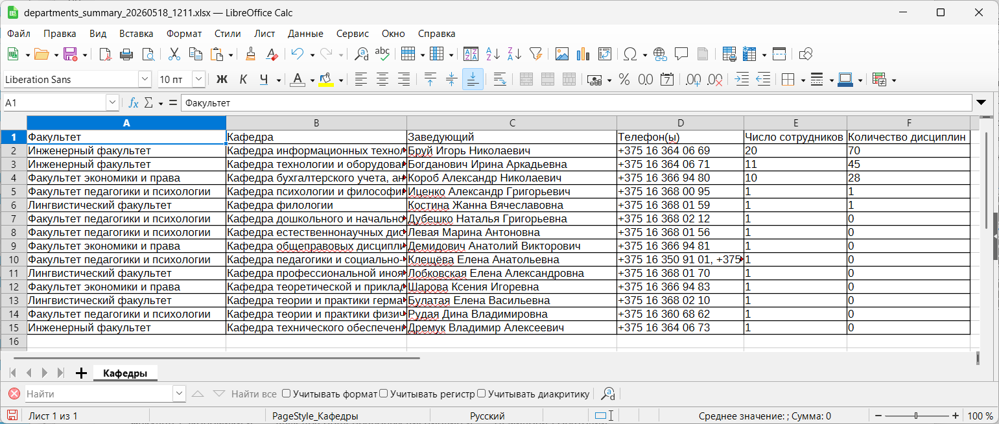 departments_summary_20260518_1211.xlsx — LibreOffice Calc
Файл Правка Вид Вставка Формат Стили Лист Данные Сервис Окно Справка
Liberation Sans 10 пт Ж К Ч
A1 Факультет
A B C D E F
1 Факультет Кафедра Заведующий Телефон(ы) Число сотрудников Количество дисциплин
2 Инженерный факультет Кафедра информационных технол Бруй Игорь Николаевич +375 16 364 06 69 20 70
3 Инженерный факультет Кафедра технологии и оборудова Богданович Ирина Аркадьевна +375 16 364 06 71 11 45
4 Факультет экономики и права Кафедра бухгалтерского учета, ан Короб Александр Николаевич +375 16 366 94 80 10 28
5 Факультет педагогики и психологии Кафедра психологии и философии Иценко Александр Григорьевич +375 16 368 00 95 1 1
6 Лингвистический факультет Кафедра филологии Костина Жанна Вячеславовна +375 16 368 01 59 1 1
7 Факультет педагогики и психологии Кафедра дошкольного и начально Дубешко Наталья Григорьевна +375 16 368 02 12 1 0
8 Факультет педагогики и психологии Кафедра естественнонаучных дис Левая Марина Антоновна +375 16 368 01 56 1 0
9 Факультет экономики и права Кафедра общеправовых дисципли Демидович Анатолий Викторович +375 16 366 94 81 1 0
10 Факультет педагогики и психологии Кафедра педагогики и социально- Клещёва Елена Анатольевна +375 16 350 91 01, +375 1 0
11 Лингвистический факультет Кафедра профессиональной иноя Лобковская Елена Александровна +375 16 368 01 70 1 0
12 Факультет экономики и права Кафедра теоретической и приклад Шарова Ксения Игоревна +375 16 366 94 83 1 0
13 Лингвистический факультет Кафедра теории и практики герма Булатая Елена Васильевна +375 16 368 02 10 1 0
14 Факультет педагогики и психологии Кафедра теории и практики физич Рудая Дина Владимировна +375 16 360 68 62 1 0
15 Инженерный факультет Кафедра технического обеспечен Дремук Владимир Алексеевич +375 16 364 06 73 1 0
16
Кафедры
Найти Найти все Учитывать формат Учитывать регистр Учитывать диакритику
Лист 1 из 1 PageStyle_Кафедры Русский Среднее значение: ; Сумма: 0 100 %